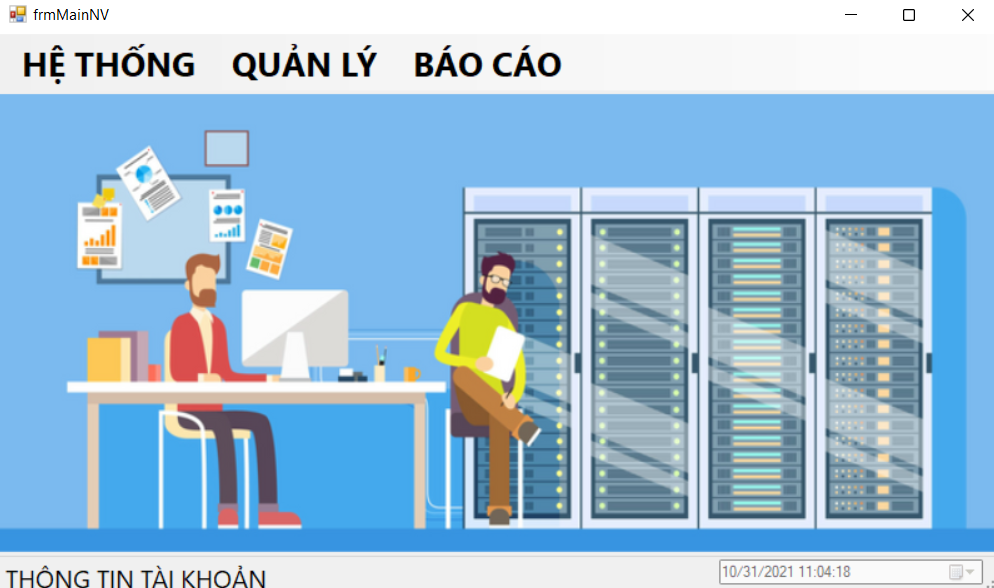 frmMainNV
HỆ THỐNG QUẢN LÝ BÁO CÁO
THÔNG TIN TÀI KHOẢN
10/31/2021 11:04:18